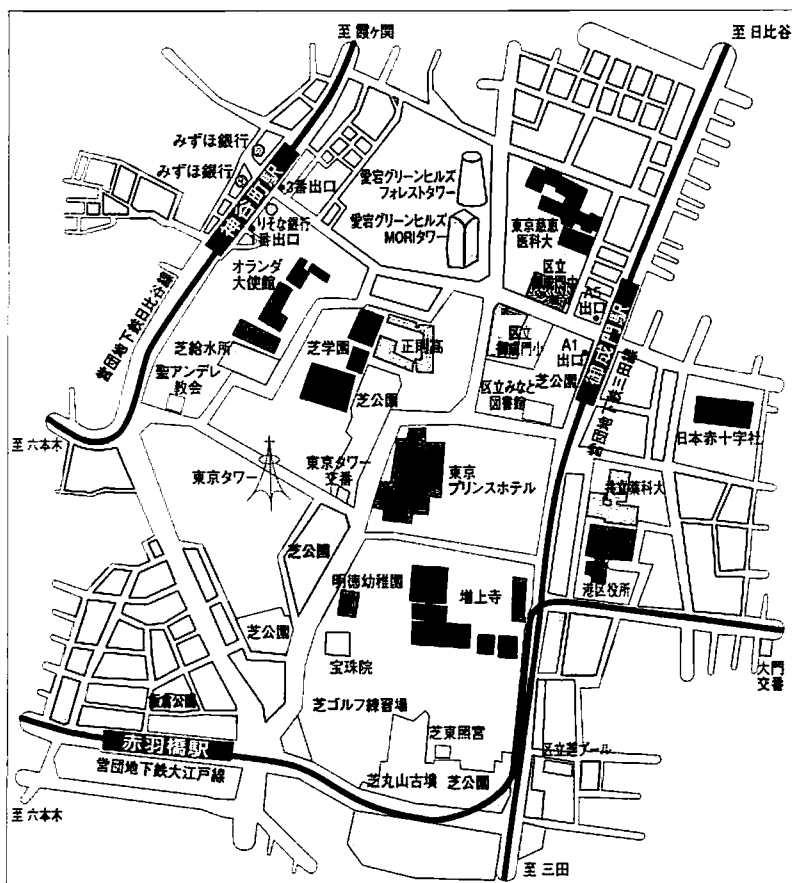 至 霞ヶ関
至 日比谷
みずほ銀行
みずほ銀行
神谷町駅
3番出口
りそな銀行
1番出口
愛宕グリーンヒルズ
フォレストタワー
愛宕グリーンヒルズ
MORIタワー
東京慈恵
医科大
オランダ
大使館
区立
御成門中
出口
御成門駅
営団地下鉄日比谷線
芝給水所
芝学園
正則高
区立
御成門小
A1
出口
芝公園
営団地下鉄三田線
聖アンデレ
教会
芝公園
区立みなと
図書館
日本赤十字社
至 六本木
東京タワー
東京タワー
交番
東京
プリンスホテル
共立薬科大
芝公園
明徳幼稚園
増上寺
港区役所
芝公園
宝珠院
大門
交番
飯倉公園
芝ゴルフ練習場
赤羽橋駅
芝東照宮
区立芝プール
営団地下鉄大江戸線
芝丸山古墳
芝公園
至 六本木
至 三田